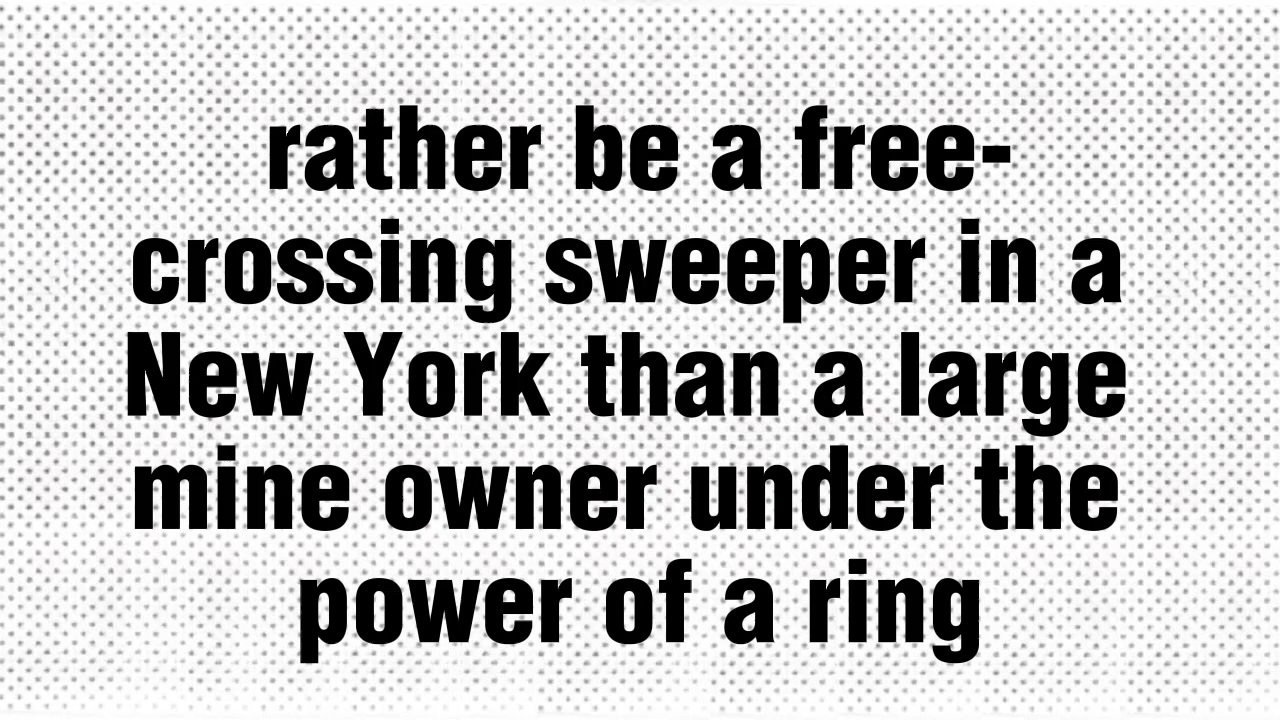 rather be a free-
crossing sweeper in a
New York than a large
mine owner under the
power of a ring